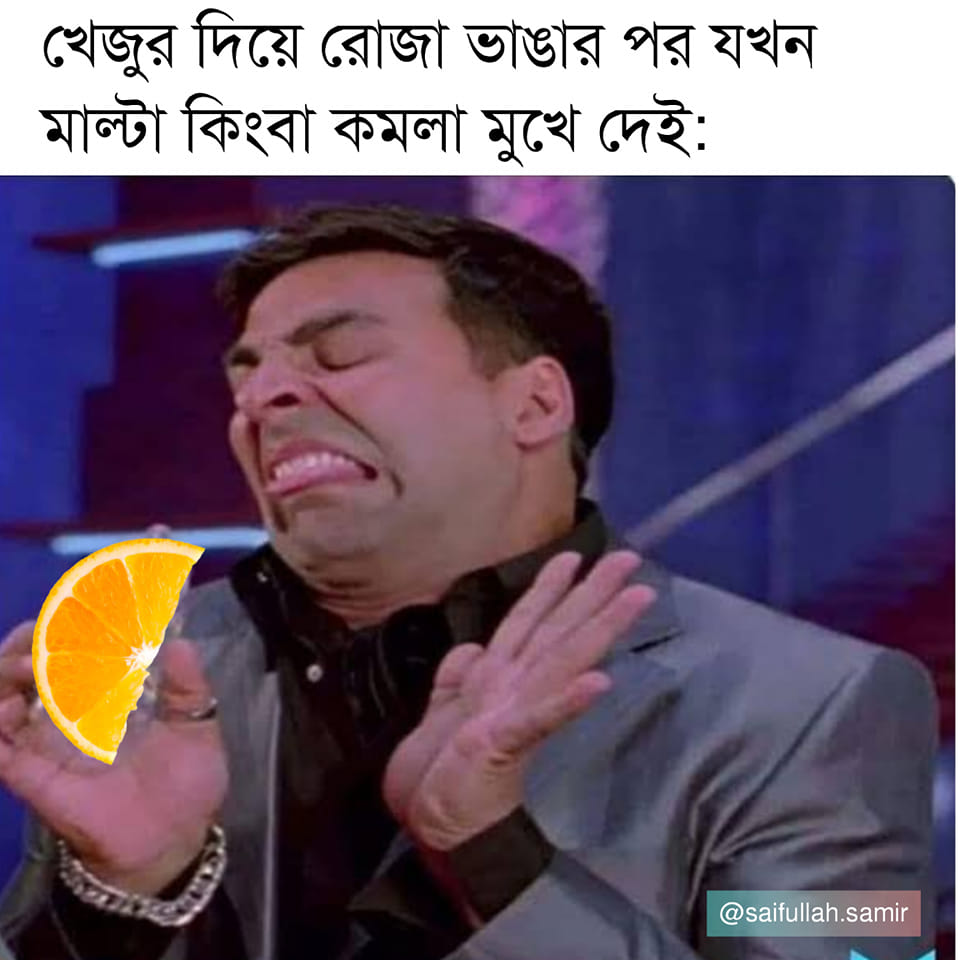 খেজুর দিয়ে রোজা ভাঙার পর যখন
মাল্টা কিংবা কমলা মুখে দেই:
@saifullah.samir